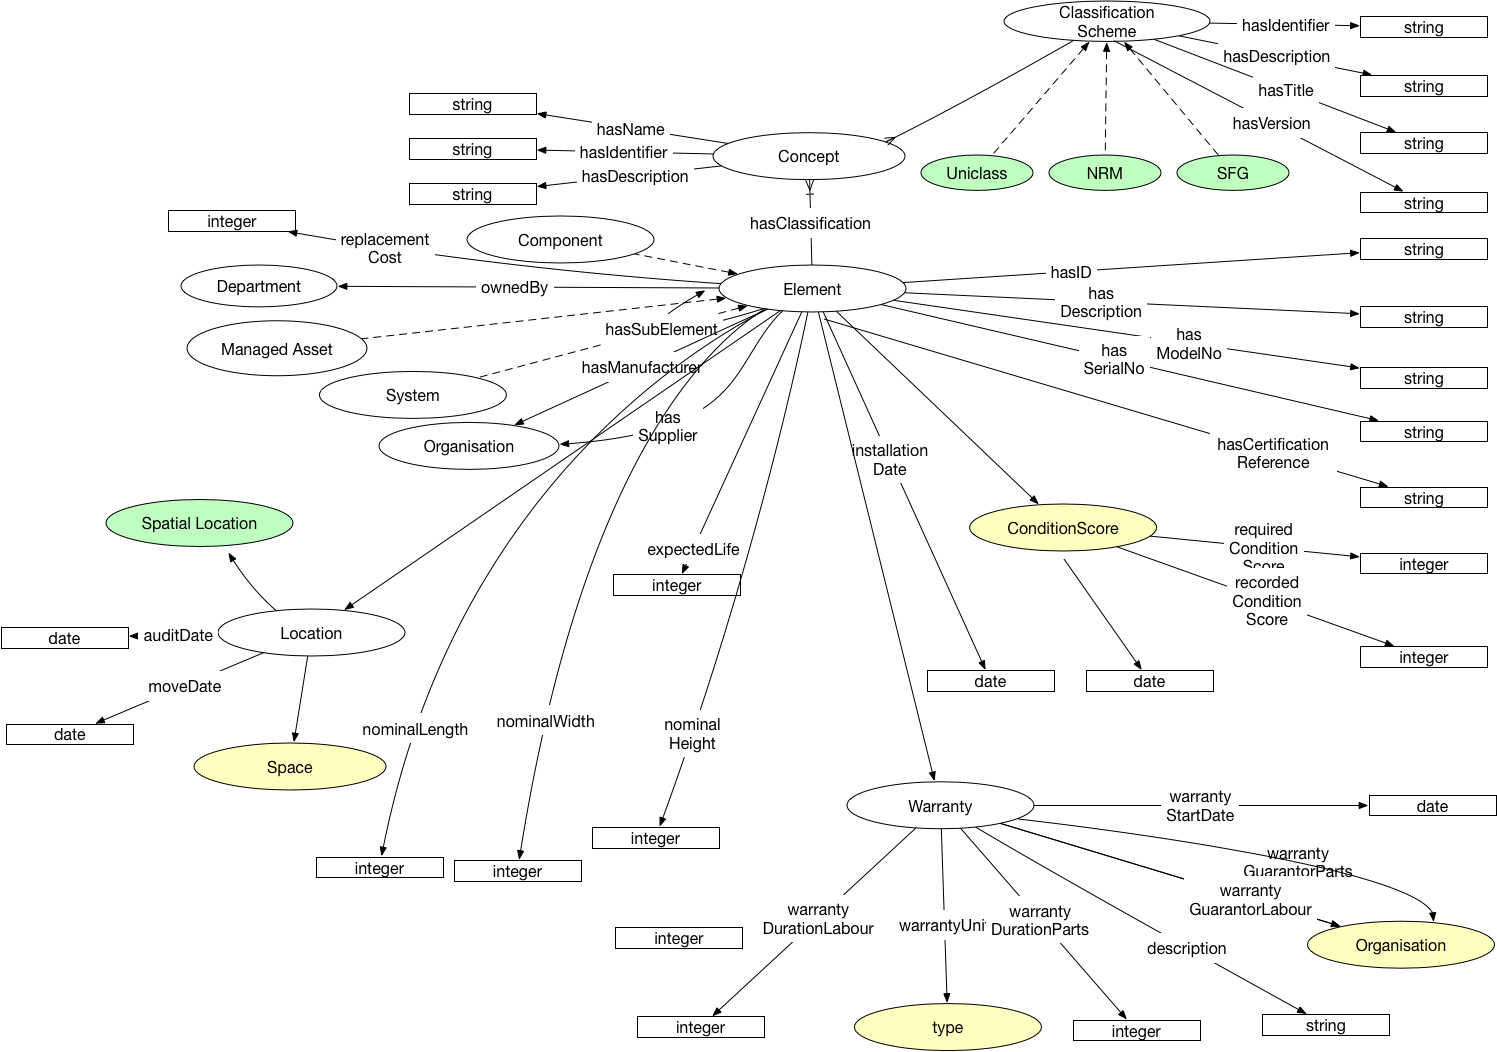 Classification
Scheme
hasIdentifier
string
hasDescription
string
hasTitle
string
hasVersion
string
string
hasName
string
hasIdentifier
string
hasDescription
Concept
Uniclass
NRM
SFG
integer
replacement
Cost
Component
hasClassification
string
Department
ownedBy
Element
hasID
has
Description
string
Managed Asset
hasSubElement
has
ModelNo
has
SerialNo
string
System
hasManufacturer
string
Organisation
has
Supplier
installation
Date
hasCertification
Reference
string
Spatial Location
ConditionScore
required
Condition
Score
integer
expectedLife
integer
recorded
Condition
Score
integer
date
auditDate
Location
moveDate
date
date
date
Space
nominalLength
nominalWidth
nominal
Height
integer
integer
integer
Warranty
warranty
StartDate
date
warranty
GuarantorParts
warranty
GuarantorLabour
Organisation
warranty
DurationLabour
warrantyUni
warranty
DurationParts
description
integer
integer
type
integer
string